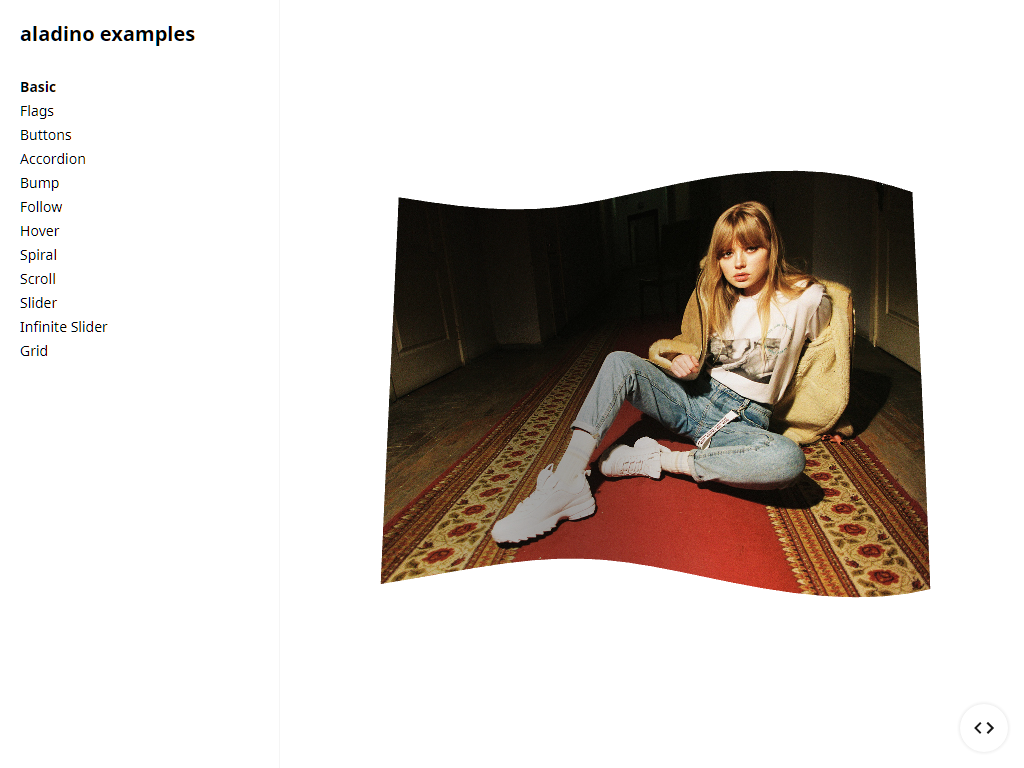 aladino examples
Basic
Flags
Buttons
Accordion
Bump
Follow
Hover
Spiral
Scroll
Slider
Infinite Slider
Grid